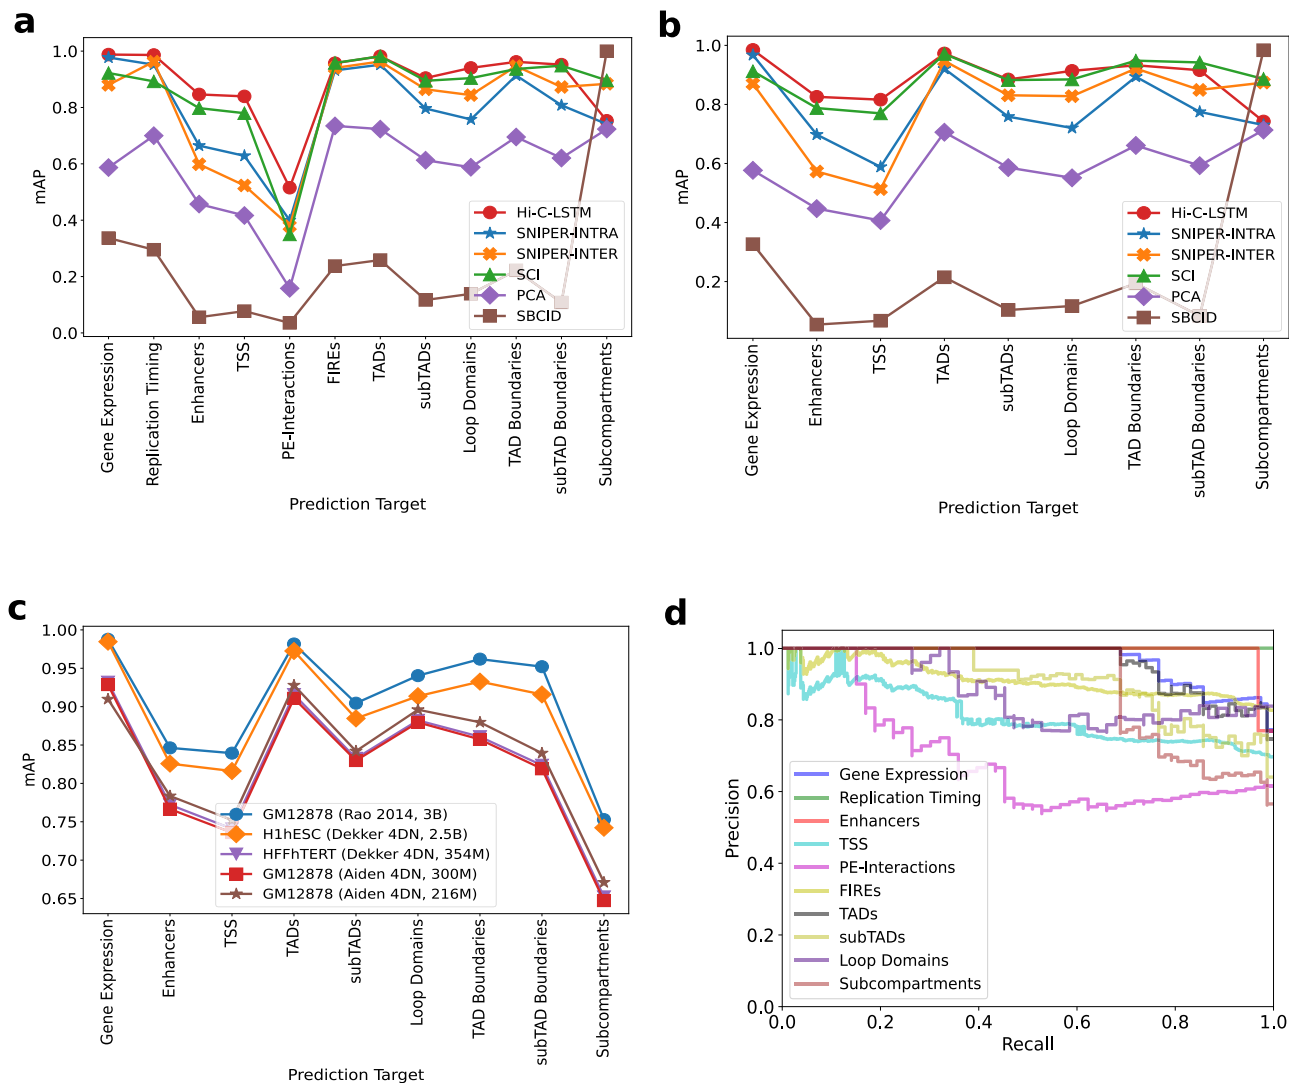 a
1.0
0.8
0.6
0.4
0.2
0.0
mAP
Hi-C-LSTM
SNIPER-INTRA
SNIPER-INTER
SCI
PCA
SBCID
Gene Expression
Replication Timing
Enhancers
TSS
PE-Interactions
FIREs
TADs
subTADs
Loop Domains
TAD Boundaries
subTAD Boundaries
Subcompartments
Prediction Target
b
1.0
0.8
0.6
0.4
0.2
mAP
Hi-C-LSTM
SNIPER-INTRA
SNIPER-INTER
SCI
PCA
SBCID
Gene Expression
Enhancers
TSS
TADs
subTADs
Loop Domains
TAD Boundaries
subTAD Boundaries
Subcompartments
Prediction Target
c
1.00
0.95
0.90
0.85
0.80
0.75
0.70
0.65
mAP
GM12878 (Rao 2014, 3B)
H1hESC (Dekker 4DN, 2.5B)
HFFhTERT (Dekker 4DN, 354M)
GM12878 (Aiden 4DN, 300M)
GM12878 (Aiden 4DN, 216M)
Gene Expression
Enhancers
TSS
TADs
subTADs
Loop Domains
TAD Boundaries
subTAD Boundaries
Subcompartments
Prediction Target
d
1.0
0.8
0.6
0.4
0.2
0.0
Precision
Gene Expression
Replication Timing
Enhancers
TSS
PE-Interactions
FIREs
TADs
subTADs
Loop Domains
Subcompartments
0.0 0.2 0.4 0.6 0.8 1.0
Recall